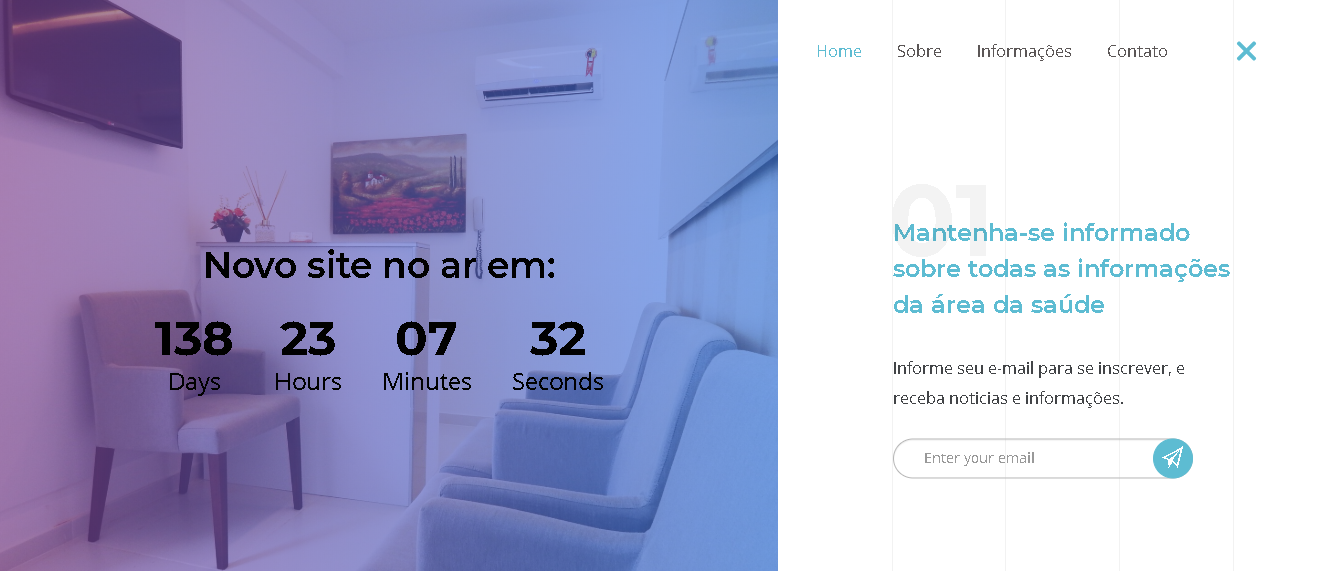 Home Sobre Informações Contato
Novo site no ar em:
138 23 07 32
Days Hours Minutes Seconds
01
Mantenha-se informado
sobre todas as informações
da área da saúde
Informe seu e-mail para se inscrever, e
receba noticias e informações.
Enter your email